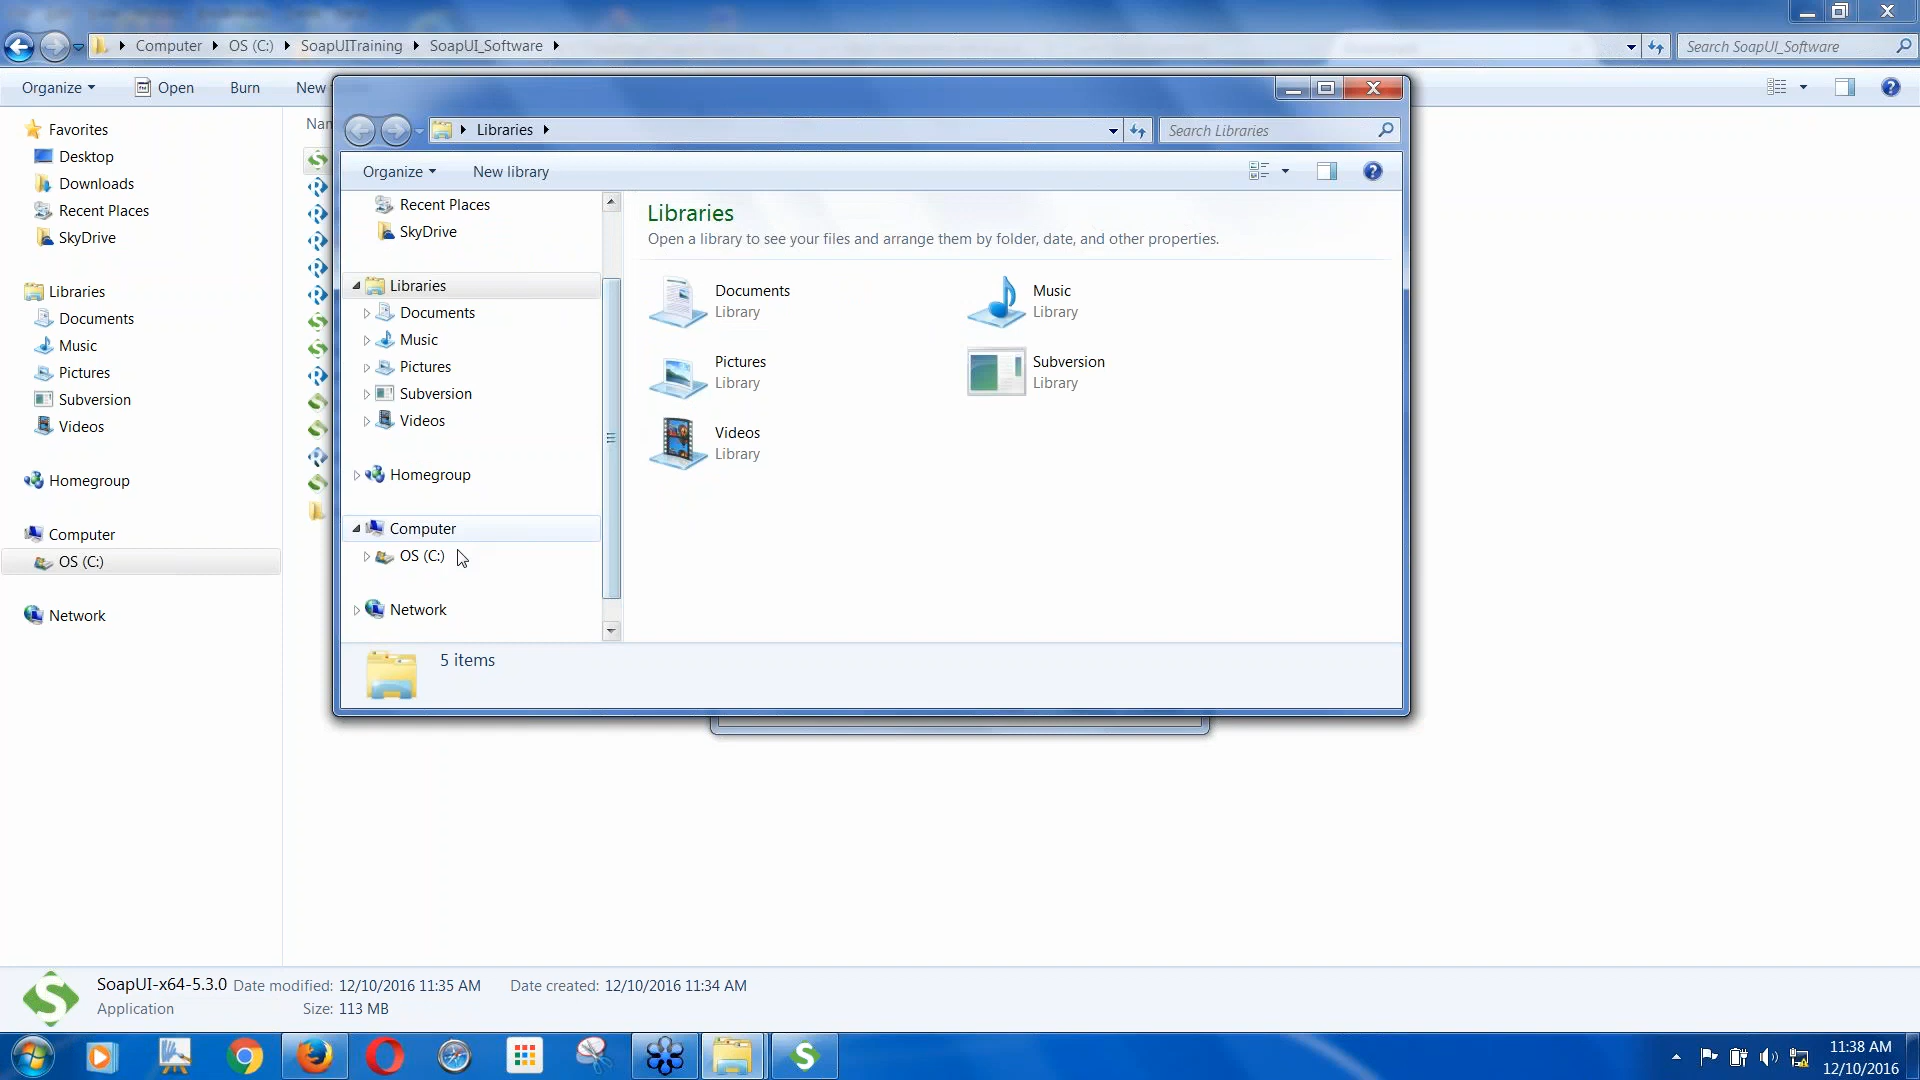 Computer OS (C:) SoapUITraining SoapUI_Software
Search SoapUI_Software
Organize Open Burn New
Favorites
Desktop
Downloads
Recent Places
SkyDrive
Libraries
Documents
Music
Pictures
Subversion
Videos
Homegroup
Computer
OS (C:)
Network
Nam
Libraries
Search Libraries
Organize New library
Recent Places
SkyDrive
Libraries
Documents
Music
Pictures
Subversion
Videos
Homegroup
Computer
OS (C:)
Network
Libraries
Open a library to see your files and arrange them by folder, date, and other properties.
Documents
Library
Music
Library
Pictures
Library
Subversion
Library
Videos
Library
5 items
SoapUI-x64-5.3.0 Date modified: 12/10/2016 11:35 AM Date created: 12/10/2016 11:34 AM
Application Size: 113 MB
11:38 AM
12/10/2016